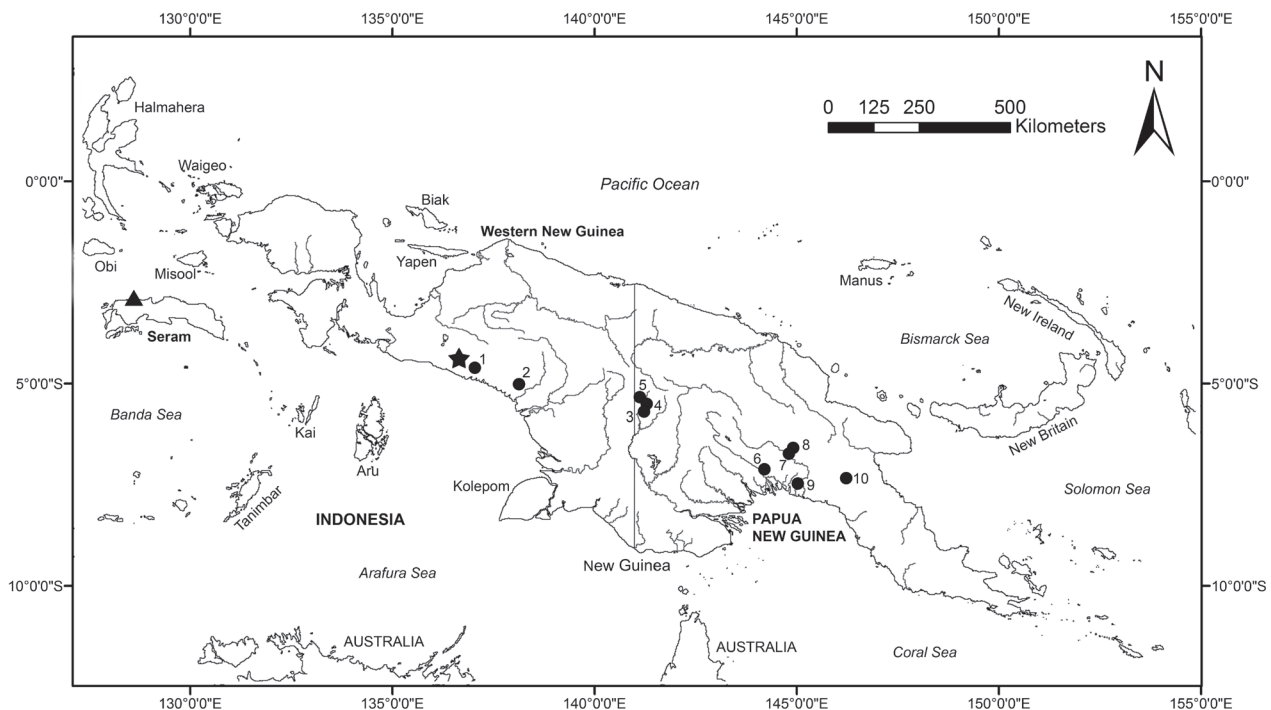 130°0'0"E 135°0'0"E 140°0'0"E 145°0'0"E 150°0'0"E 155°0'0"E
N
0 125 250 500
Kilometers
Halmahera
Waigeo
0°0'0" 0°0'0"
Pacific Ocean
Biak
Western New Guinea
Yapen
Obi
Misool
Manus
New Ireland
Seram
Bismarck Sea
1
2
5°0'0"S 5°0'0"S
5
4
3
Banda Sea
Kai
Aru
New Britain
8
7
6
9
10
Kolepom
Tanimbar
Solomon Sea
INDONESIA
PAPUA
NEW GUINEA
New Guinea
Arafura Sea
10°0'0"S 10°0'0"S
AUSTRALIA
AUSTRALIA
Coral Sea
130°0'0"E 135°0'0"E 140°0'0"E 145°0'0"E 150°0'0"E 155°0'0"E